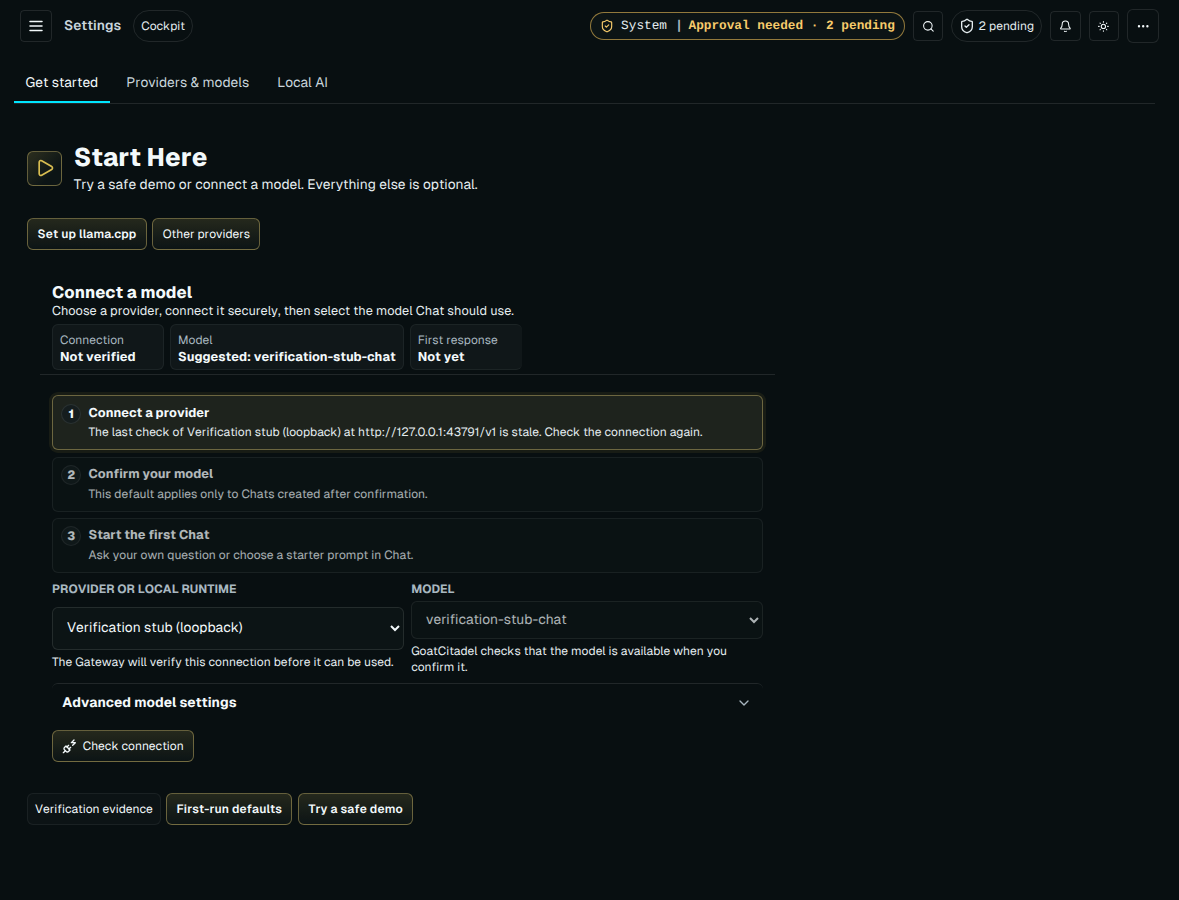 Settings
Cockpit
System | Approval needed · 2 pending
2 pending
Get started
Providers & models
Local AI
Start Here
Try a safe demo or connect a model. Everything else is optional.
Set up llama.cpp
Other providers
Connect a model
Choose a provider, connect it securely, then select the model Chat should use.
Connection
Not verified
Model
Suggested: verification-stub-chat
First response
Not yet
1
Connect a provider
The last check of Verification stub (loopback) at http://127.0.0.1:43791/v1 is stale. Check the connection again.
2
Confirm your model
This default applies only to Chats created after confirmation.
3
Start the first Chat
Ask your own question or choose a starter prompt in Chat.
PROVIDER OR LOCAL RUNTIME
Verification stub (loopback)
The Gateway will verify this connection before it can be used.
MODEL
verification-stub-chat
GoatCitadel checks that the model is available when you
confirm it.
Advanced model settings
Check connection
Verification evidence
First-run defaults
Try a safe demo